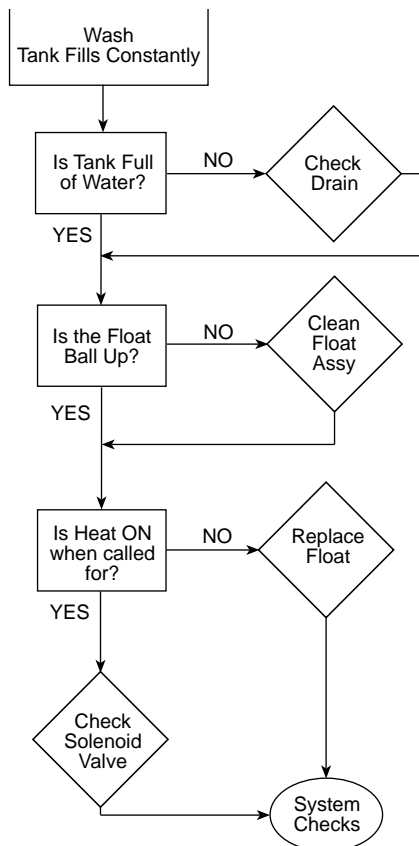 Wash
Tank Fills Constantly
Is Tank Full
of Water?
NO
Check
Drain
YES
Is the Float
Ball Up?
NO
Clean
Float
Assy
YES
Is Heat ON
when called
for?
NO
Replace
Float
YES
Check
Solenoid
Valve
System
Checks